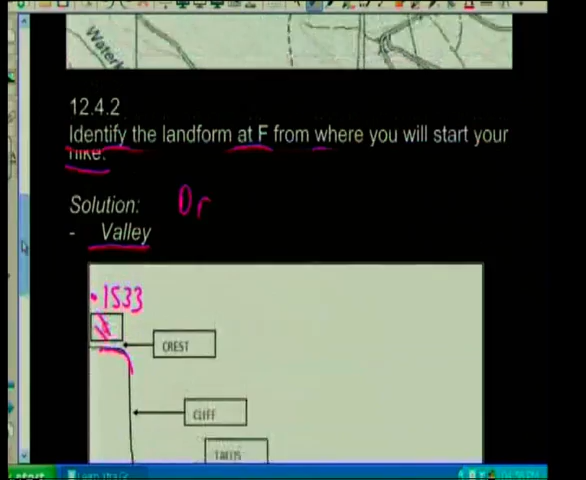 12.4.2
Identify the landform at F from where you will start your
hike.
Solution: Or
- Valley
.1533
CREST
CLIFF
TALUS
start